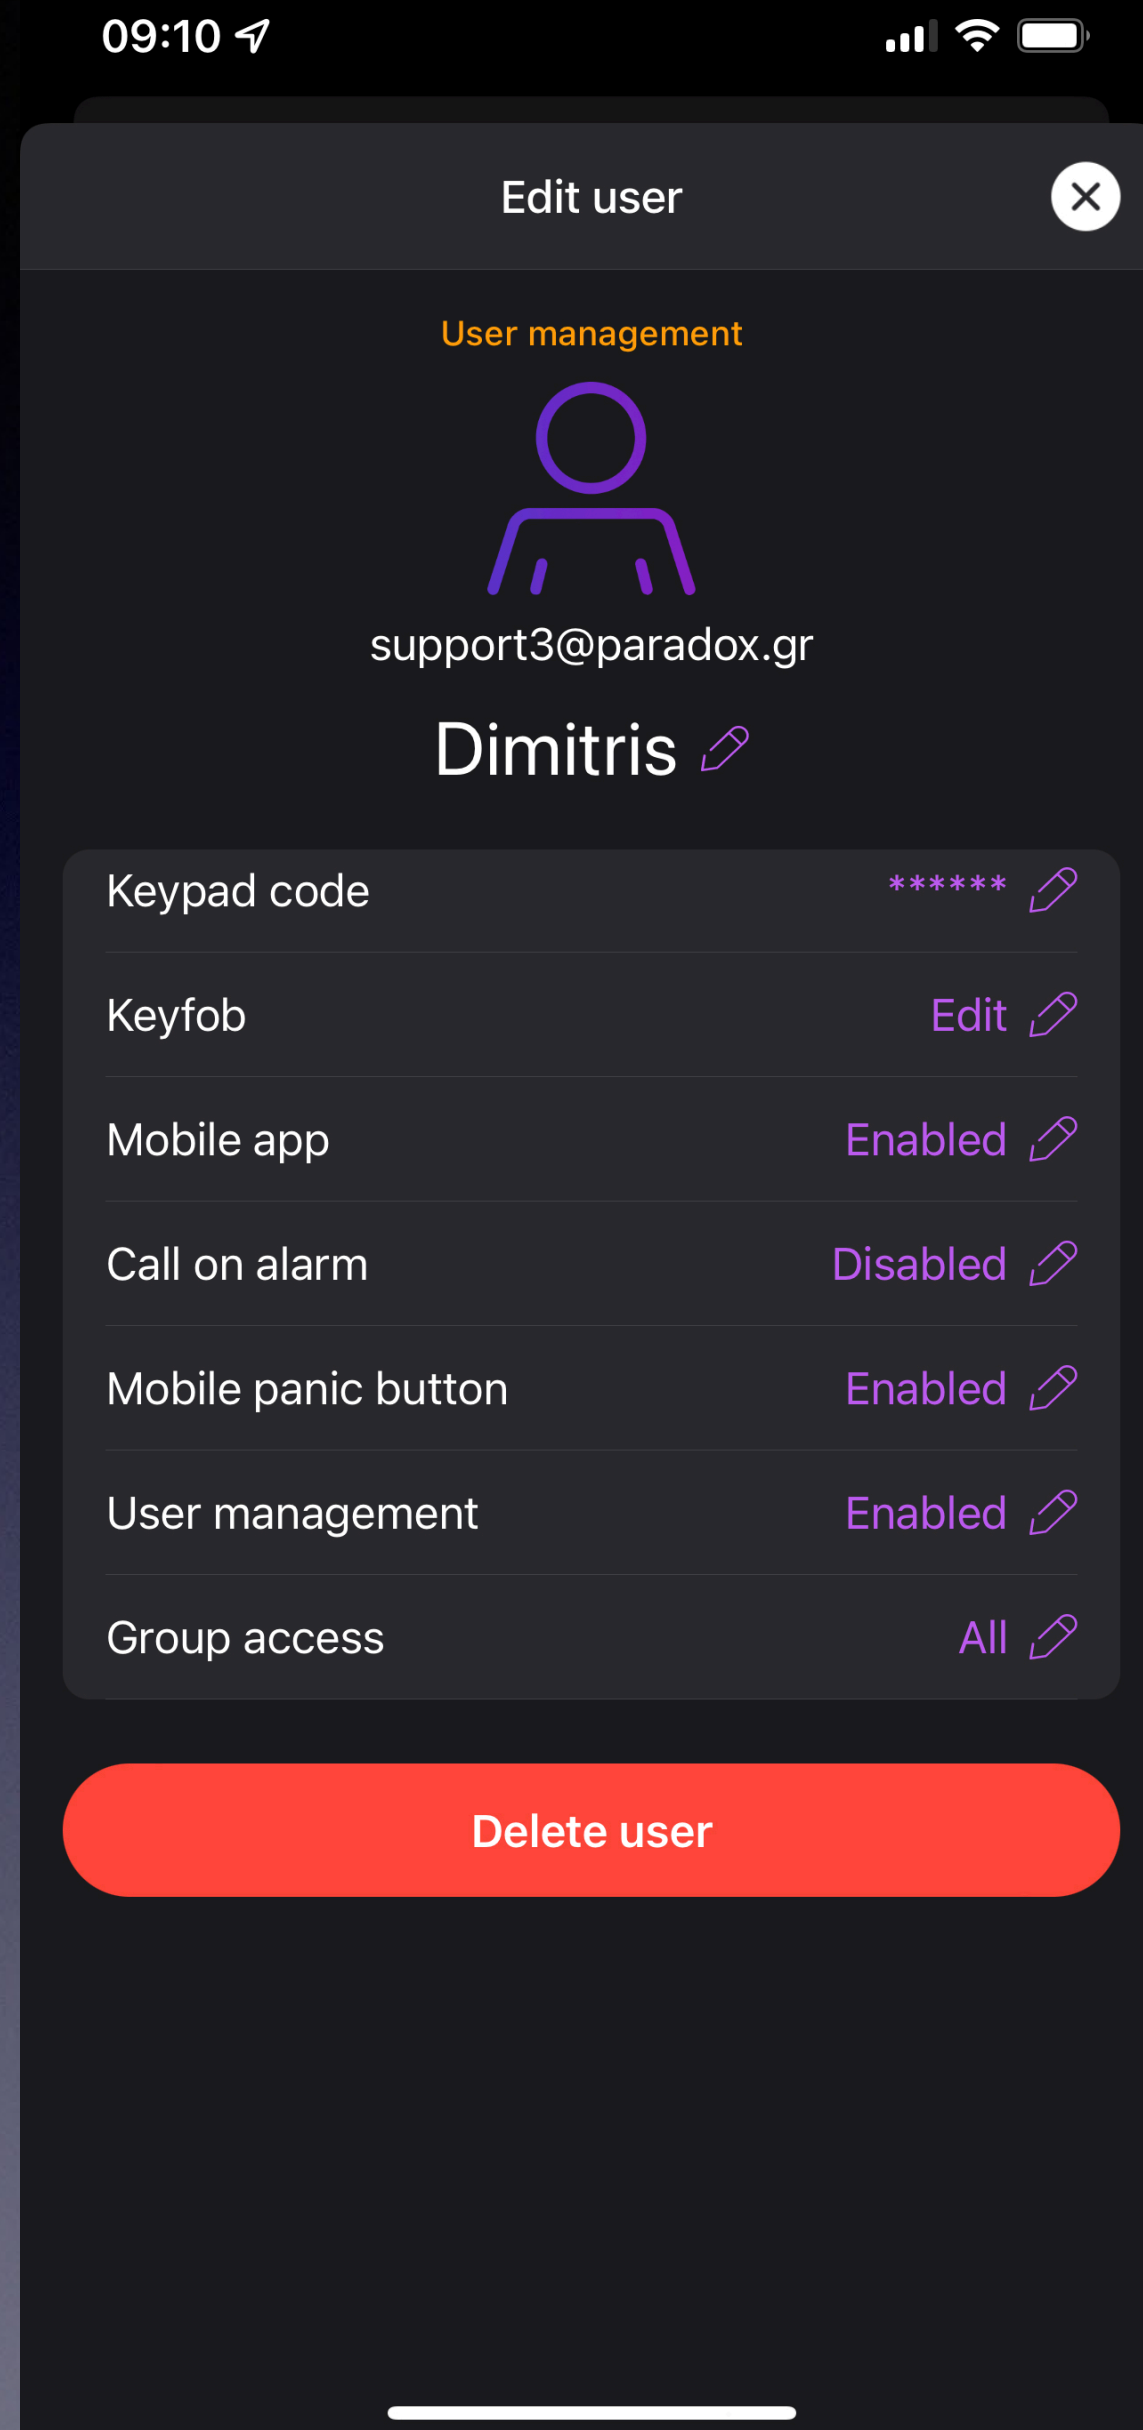 09:10
Edit user
User management
support3@paradox.gr
Dimitris
Keypad code ******
Keyfob Edit
Mobile app Enabled
Call on alarm Disabled
Mobile panic button Enabled
User management Enabled
Group access All
Delete user